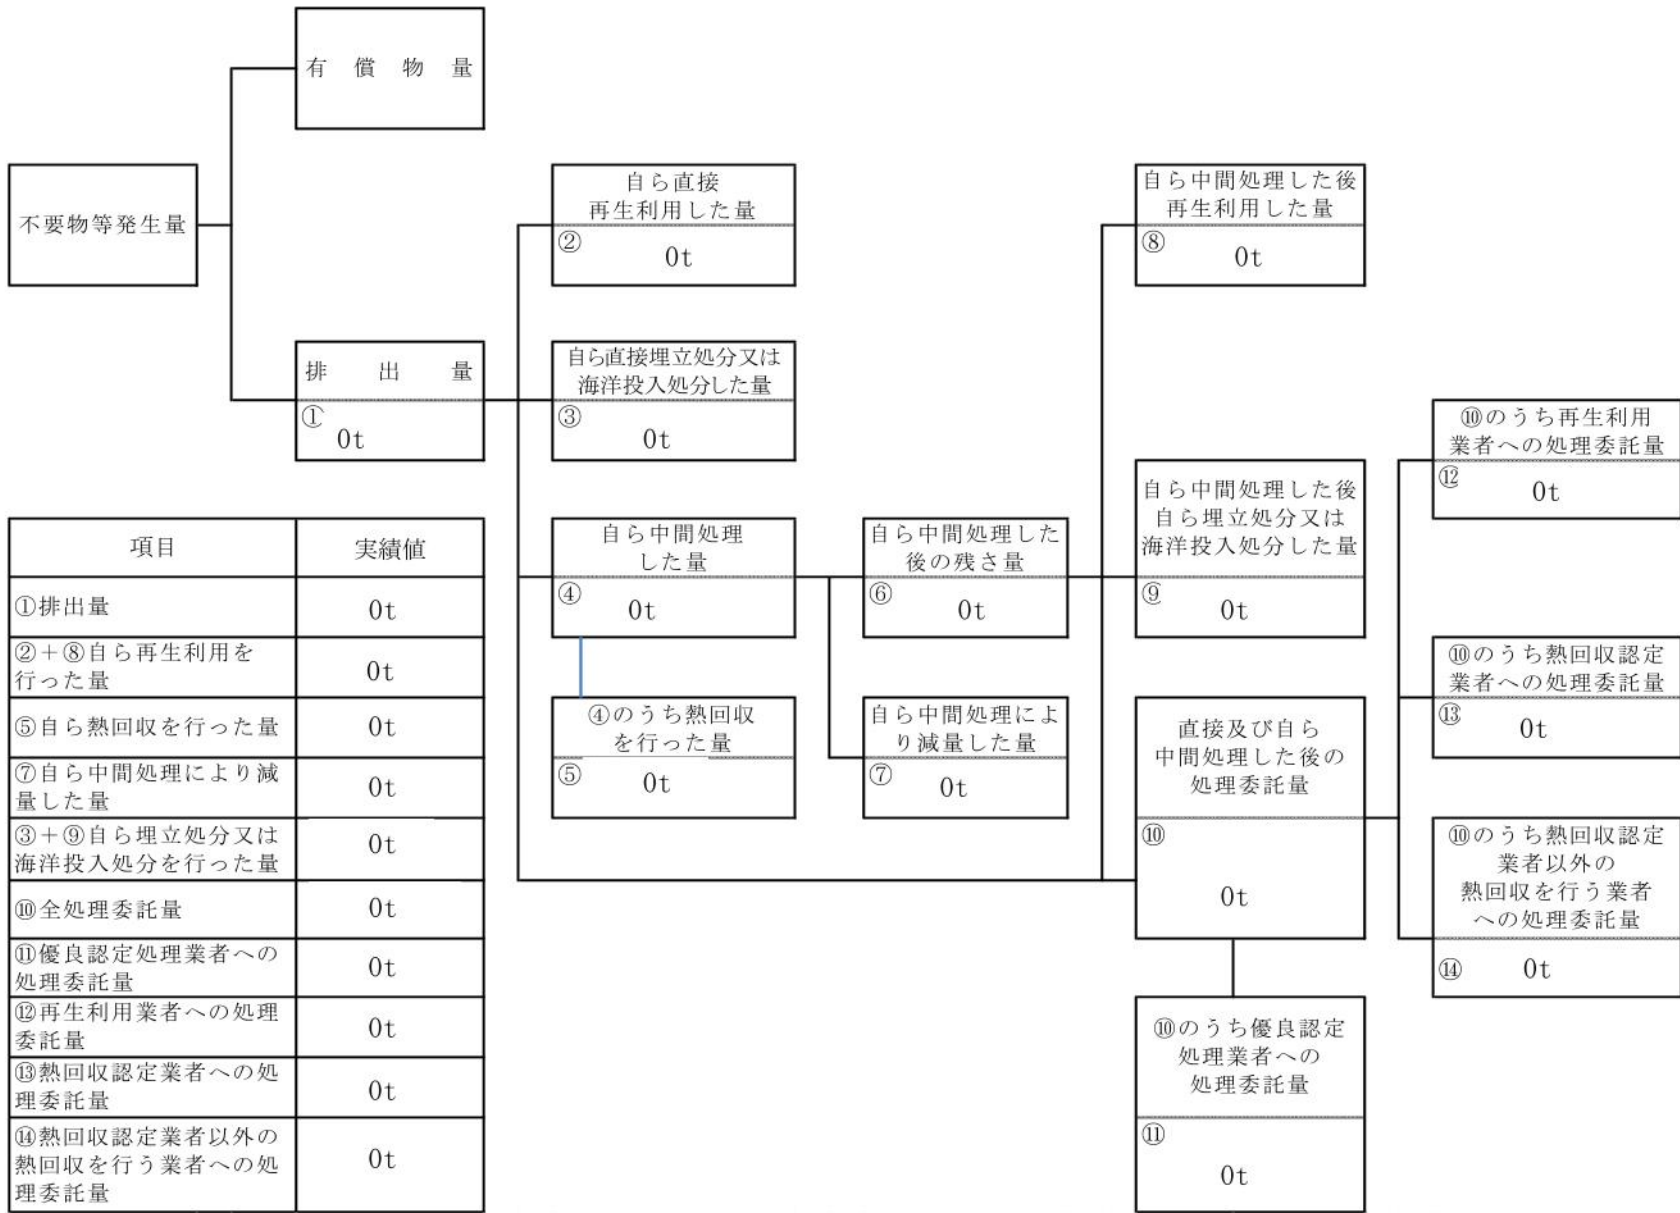 有償物量
不要物等発生量
排出量
①
0t
自ら直接
再生利用した量
②
0t
自ら直接埋立処分又は
海洋投入処分した量
③
0t
自ら中間処理
した量
④
0t
④のうち熱回収
を行った量
⑤
0t
自ら中間処理した
後の残さ量
⑥
0t
自ら中間処理によ
り減量した量
⑦
0t
自ら中間処理した後
再生利用した量
⑧
0t
自ら中間処理した後
自ら埋立処分又は
海洋投入処分した量
⑨
0t
直接及び自ら
中間処理した後の
処理委託量
⑩
0t
⑩のうち優良認定
処理業者への
処理委託量
⑪
0t
⑩のうち再生利用
業者への処理委託量
⑫
0t
⑩のうち熱回収認定
業者への処理委託量
⑬
0t
⑩のうち熱回収認定
業者以外の
熱回収を行う業者
への処理委託量
⑭
0t
項目 実績値
①排出量 0t
②+⑧自ら再生利用を
行った量 0t
⑤自ら熱回収を行った量 0t
⑦自ら中間処理により減
量した量 0t
③+⑨自ら埋立処分又は
海洋投入処分を行った量 0t
⑩全処理委託量 0t
⑪優良認定処理業者への
処理委託量 0t
⑫再生利用業者への処理
委託量 0t
⑬熱回収認定業者への処
理委託量 0t
⑭熱回収認定業者以外の
熱回収を行う業者への処
理委託量 0t